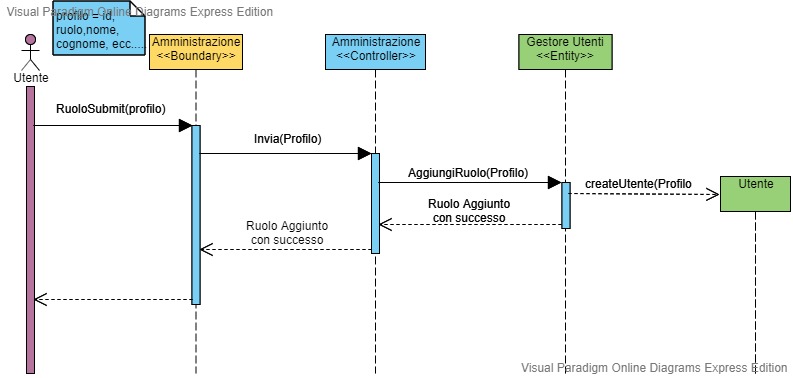 Visual Paradigm Online Diagrams Express Edition
profilo = id,
ruolo,nome,
cognome, ecc....
Utente
Amministrazione
<<Boundary>>
Amministrazione
<<Controller>>
Gestore Utenti
<<Entity>>
RuoloSubmit(profilo)
Invia(Profilo)
AggiungiRuolo(Profilo)
createUtente(Profilo
Utente
Ruolo Aggiunto
con successo
Ruolo Aggiunto
con successo
Visual Paradigm Online Diagrams Express Edition